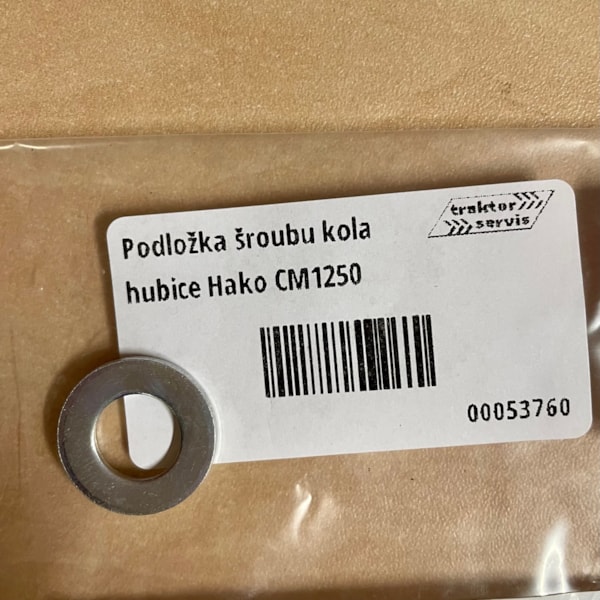 traktor
servis
Podložka šroubu kola
hubice Hako CM1250
00053760